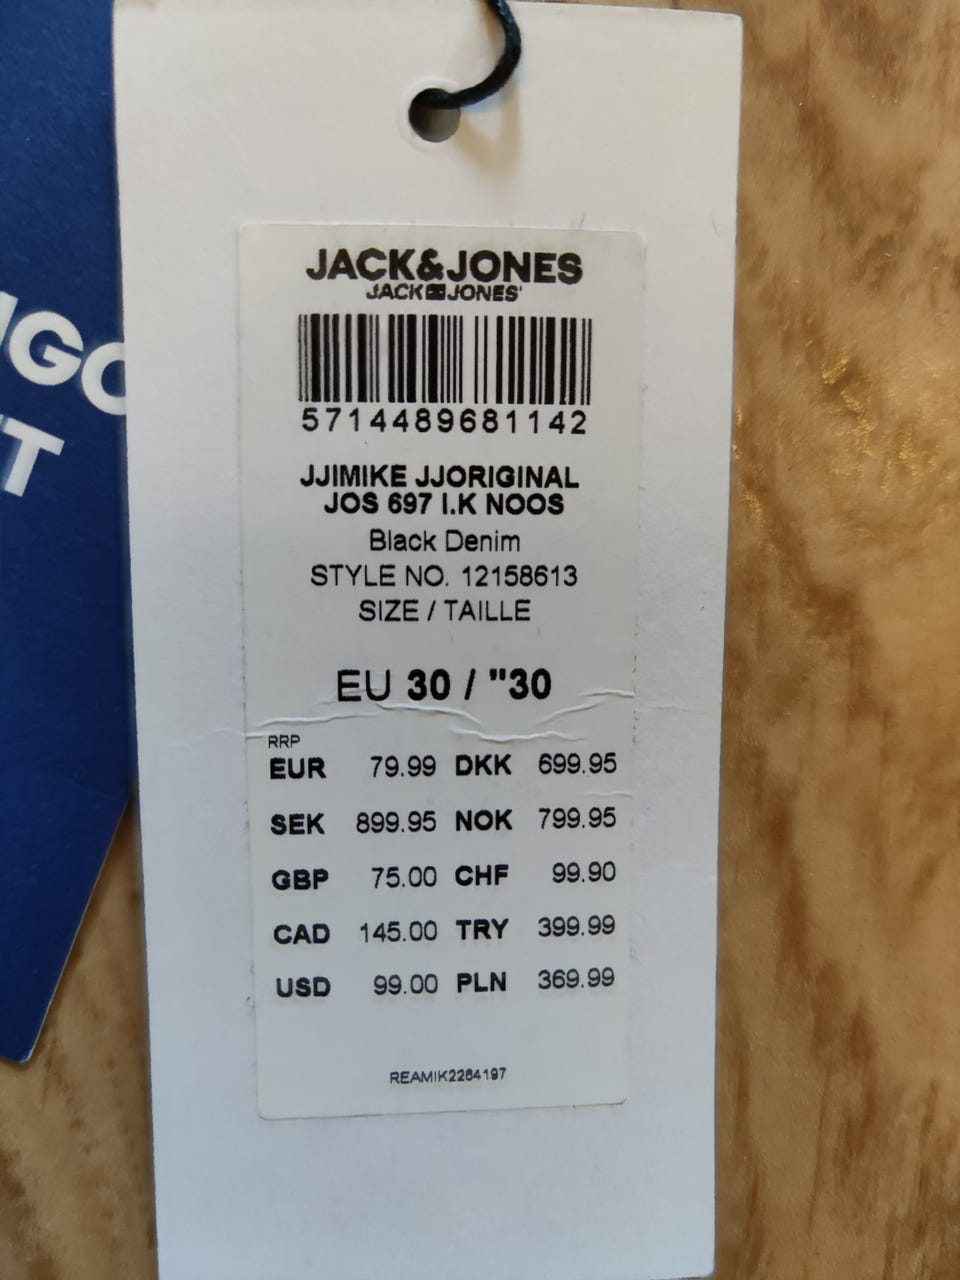 JACK&JONES
JACK JONES'
5714489681142
JJIMIKE JJORIGINAL
JOS 697 I.K NOOS
Black Denim
STYLE NO. 12158613
SIZE / TAILLE
EU 30 / "30
RRP
EUR 79.99 DKK 699.95
SEK 899.95 NOK 799.95
GBP 75.00 CHF 99.90
CAD 145.00 TRY 399.99
USD 99.00 PLN 369.99
REAMIK2264197